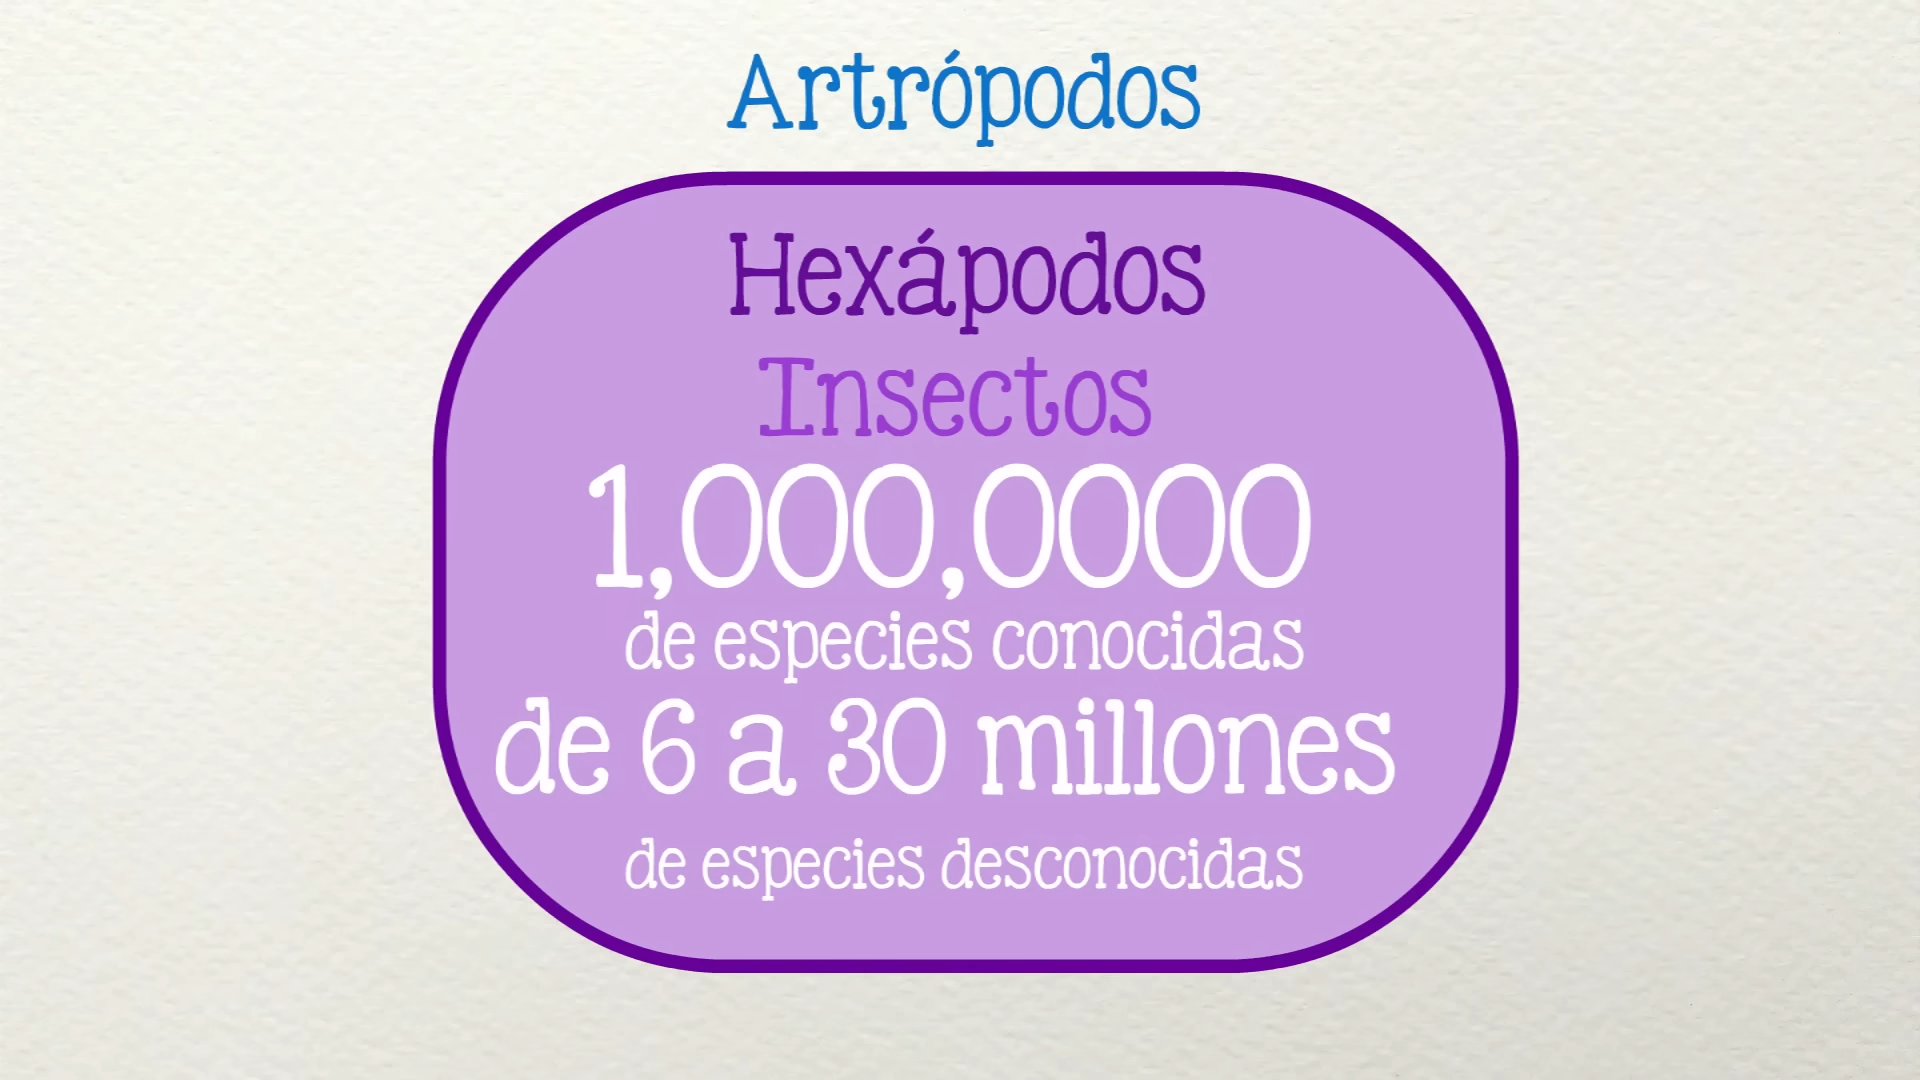 Artrópodos
Hexápodos
Insectos
1,000,0000
de especies conocidas
de 6 a 30 millones
de especies desconocidas